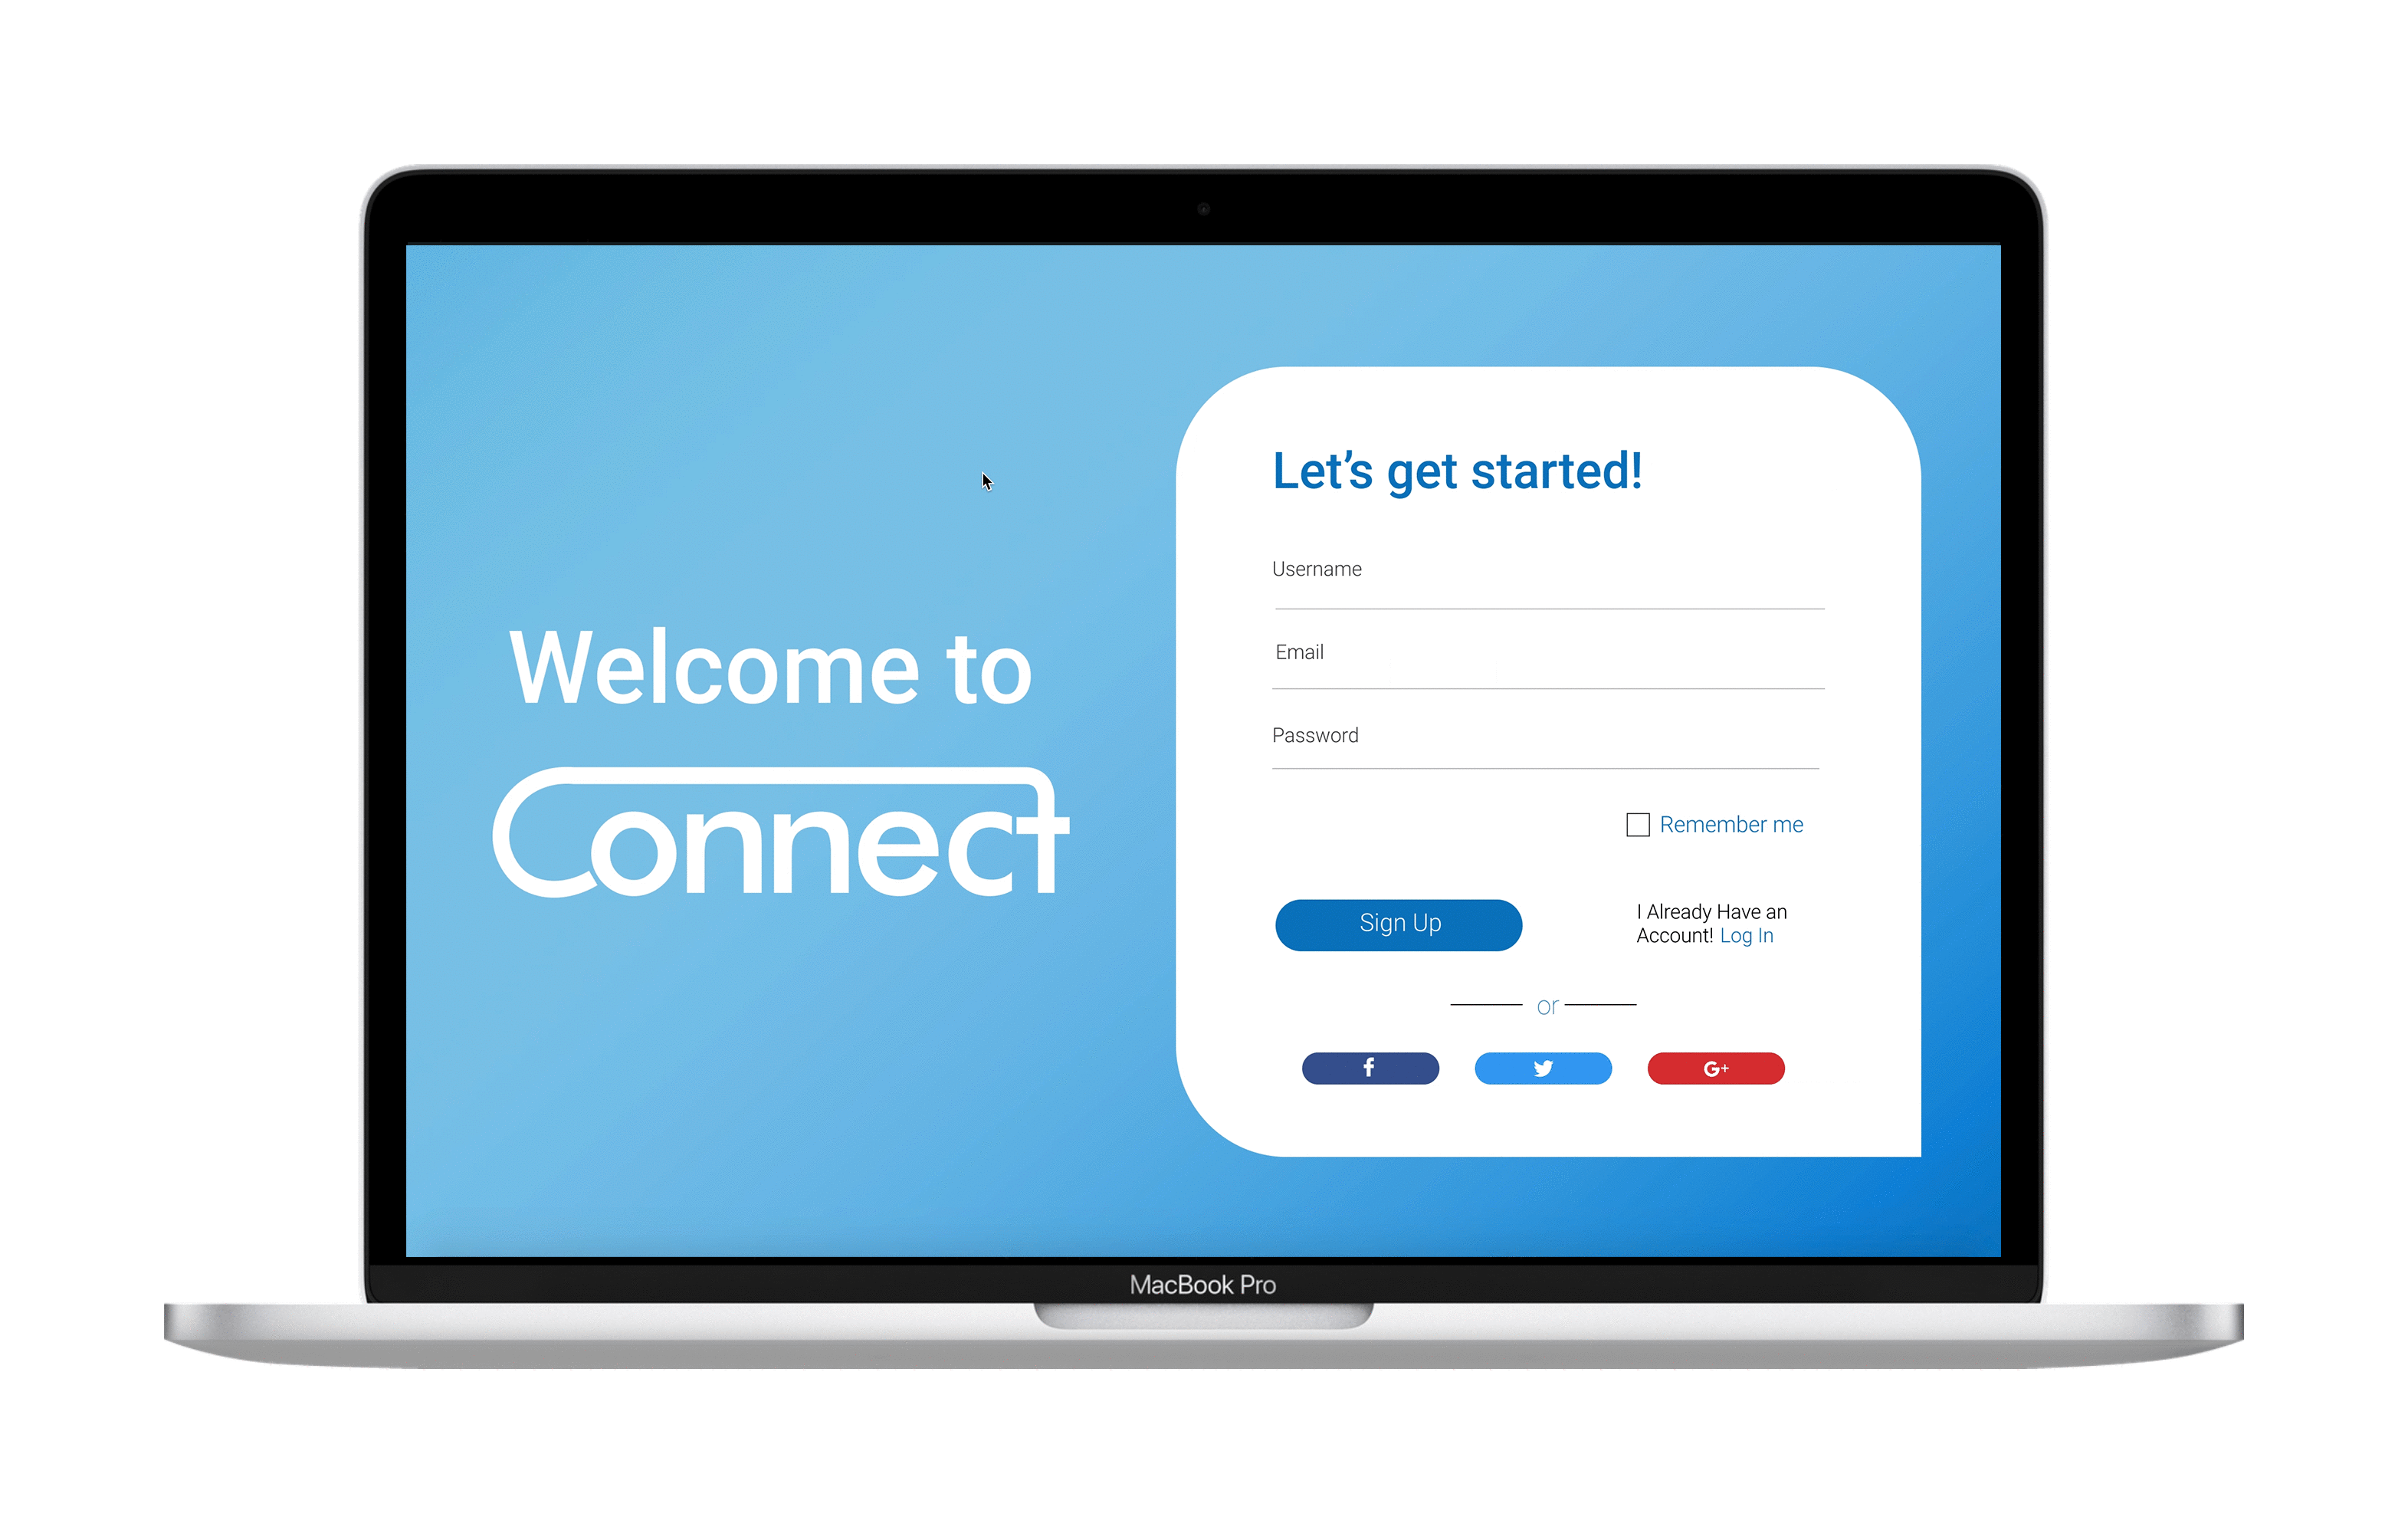 Welcome to
Connect
Let’s get started!
Username
Email
Password
Remember me
Sign Up
I Already Have an
Account! Log In
or
f
G+
MacBook Pro